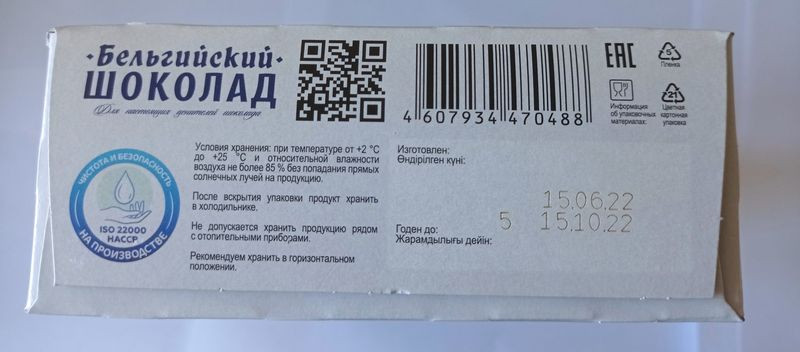 Бельгийский
ШОКОЛАД
Для настоящих ценителей шоколада
4 607934 470488
EAC
5
Пленка
Информация
об упаковочных
материалах:
21
Цветная
картонная
упаковка
ЧИСТОТА И БЕЗОПАСНОСТЬ
ISO 22000
HACCP
НА ПРОИЗВОДСТВЕ
Условия хранения: при температуре от +2 °C
до +25 °C и относительной влажности
воздуха не более 85 % без попадания прямых
солнечных лучей на продукцию.
После вскрытия упаковки продукт хранить
в холодильнике.
Не допускается хранить продукцию рядом
с отопительными приборами.
Рекомендуем хранить в горизонтальном
положении.
Изготовлен:
Өндірілген күні:
15.06.22
Годен до: 5 15.10.22
Жарамдылығы дейін: